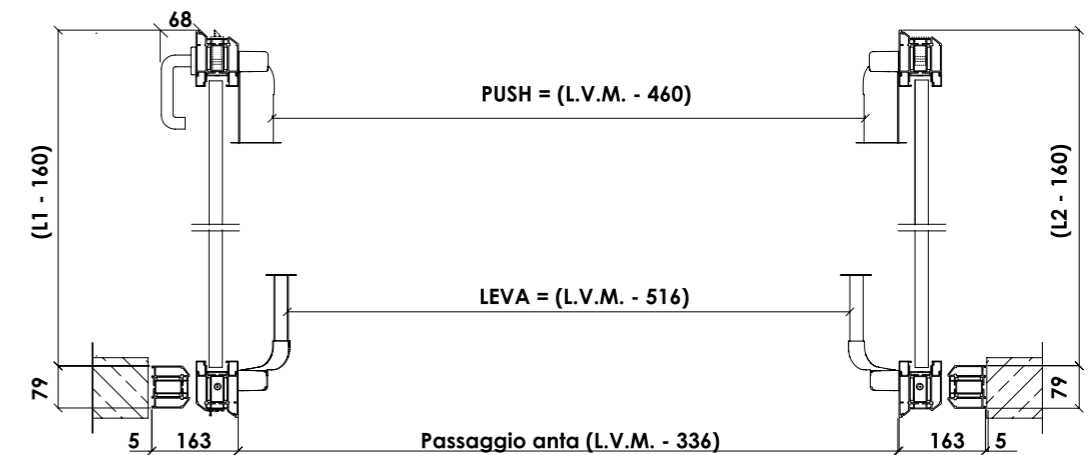 68
PUSH = (L.V.M. - 460)
(L1 - 160)
(L2 - 160)
LEVA = (L.V.M. - 516)
79
79
5 163 Passaggio anta (L.V.M. - 336) 163 5